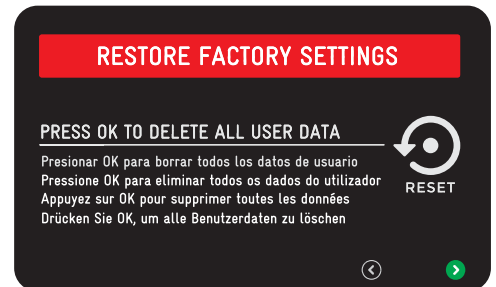 RESTORE FACTORY SETTINGS
PRESS OK TO DELETE ALL USER DATA
Presionar OK para borrar todos los datos de usuario
Pressione OK para eliminar todos os dados do utilizador
Appuyez sur OK pour supprimer toutes les données
Drücken Sie OK, um alle Benutzerdaten zu löschen
RESET